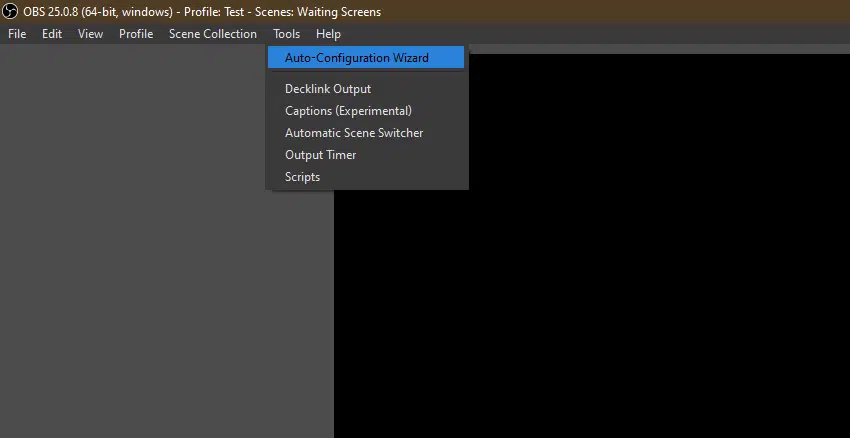 OBS 25.0.8 (64-bit, windows) - Profile: Test - Scenes: Waiting Screens
File Edit View Profile Scene Collection Tools Help
Auto-Configuration Wizard
Decklink Output
Captions (Experimental)
Automatic Scene Switcher
Output Timer
Scripts